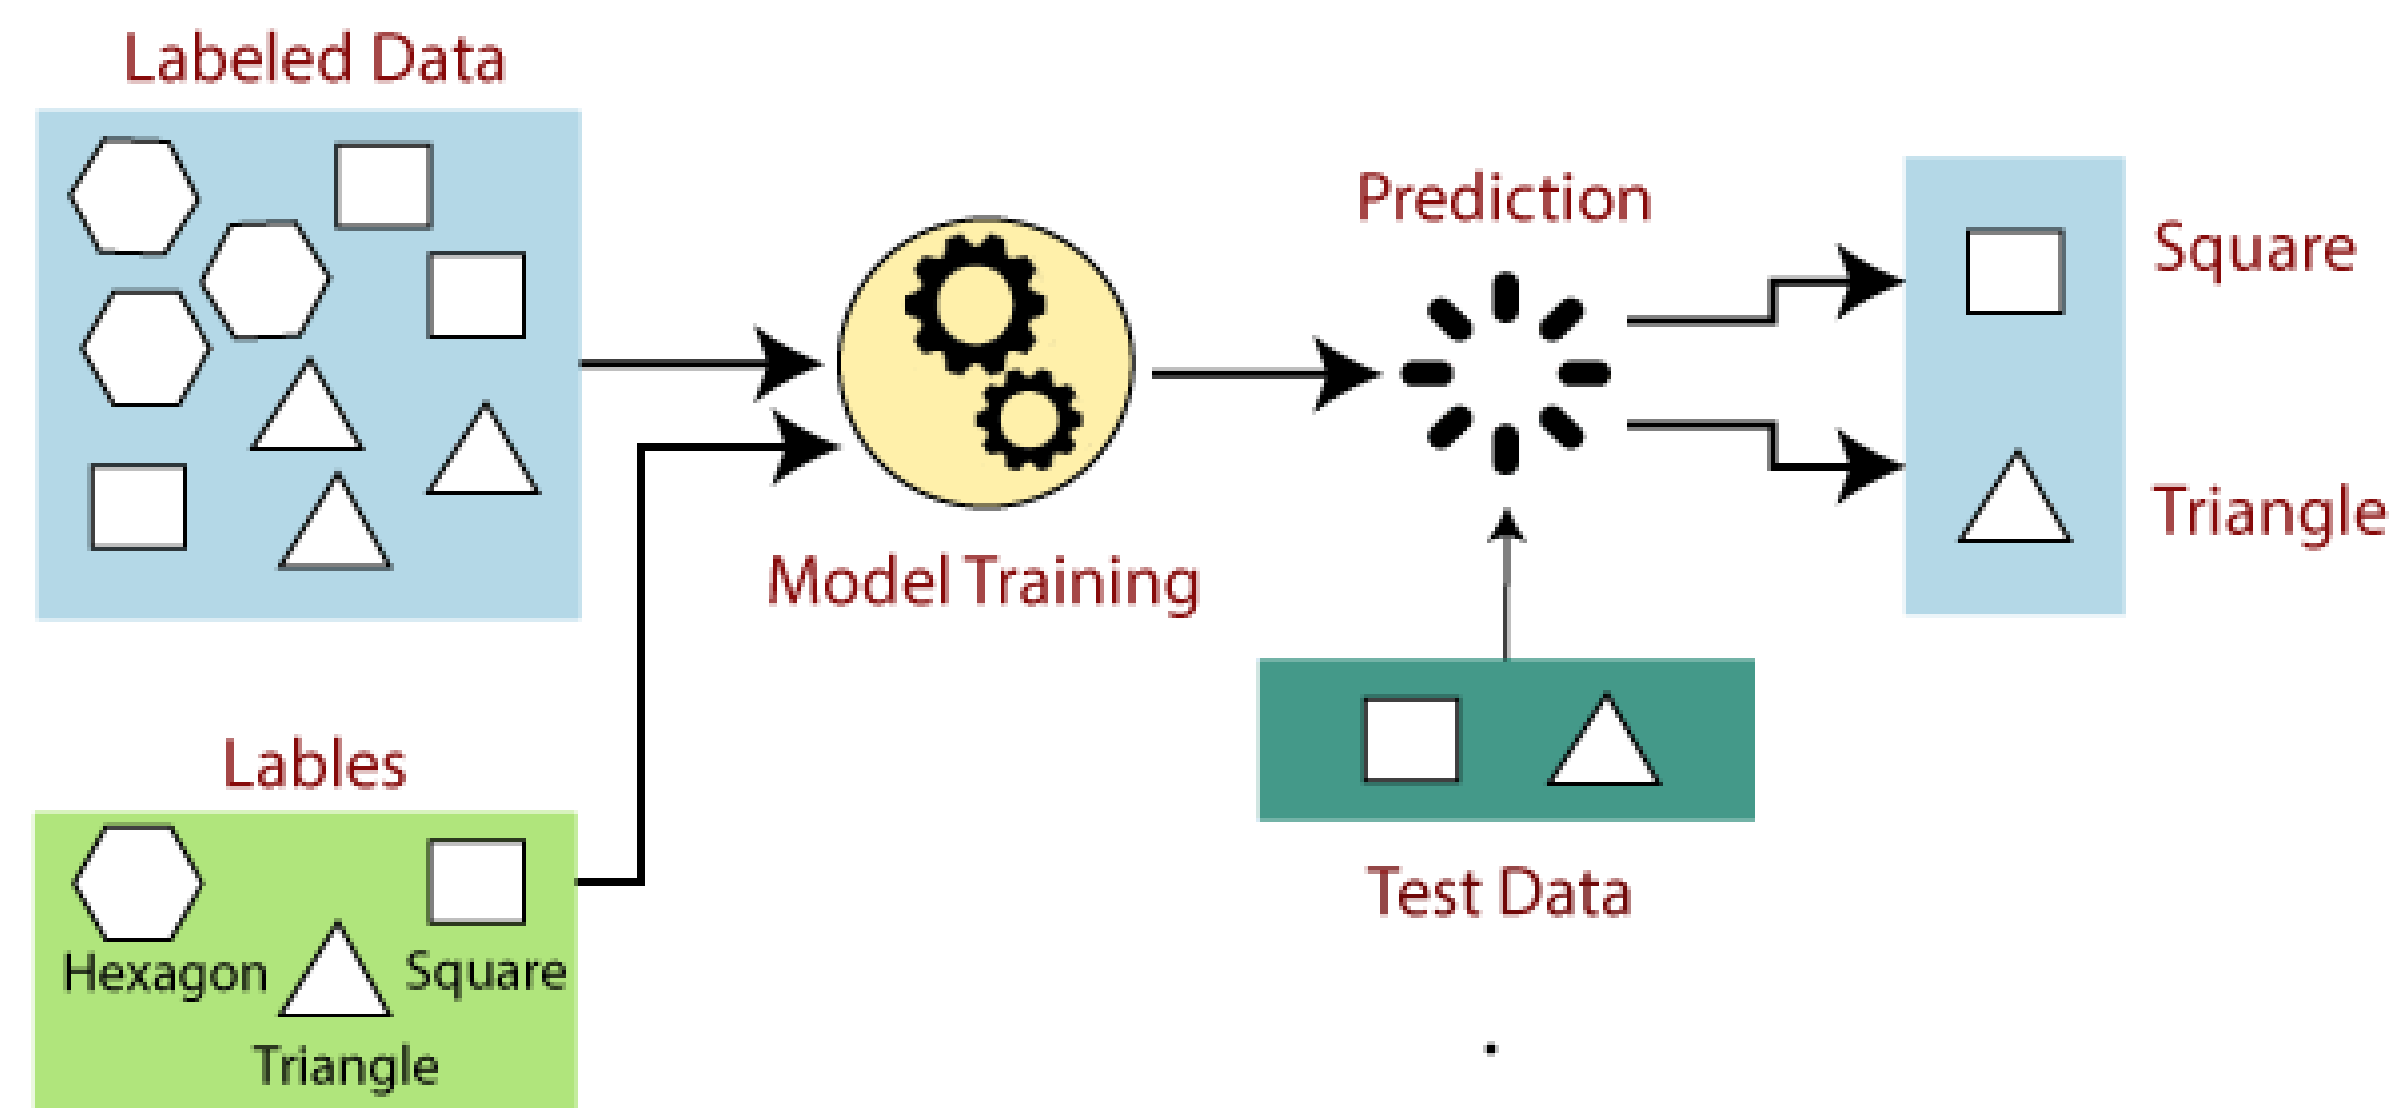 Labeled Data
Prediction
Square
Triangle
Model Training
Lables
Hexagon
Square
Triangle
Test Data